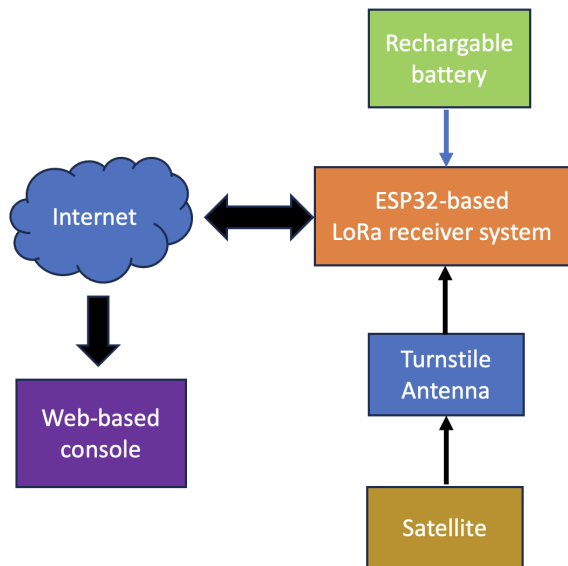 Rechargable
battery
Internet
ESP32-based
LoRa receiver system
Turnstile
Antenna
Web-based
console
Satellite